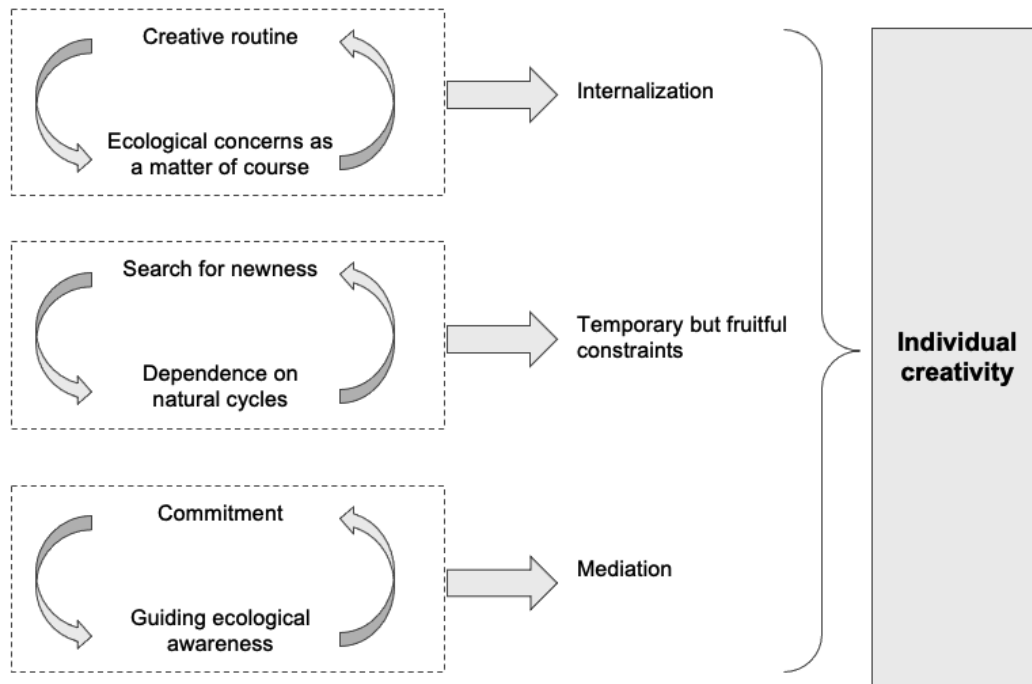 Creative routine
Ecological concerns as
a matter of course
Internalization
Search for newness
Dependence on
natural cycles
Temporary but fruitful
constraints
Commitment
Guiding ecological
awareness
Mediation
Individual
creativity